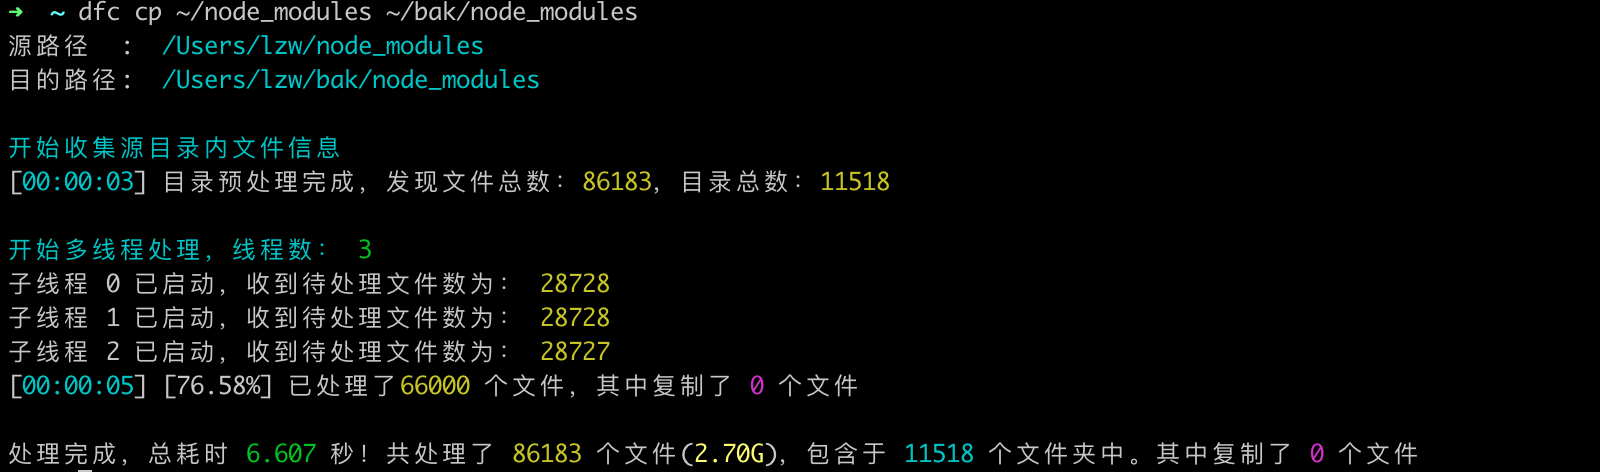 ➜  ~ dfc cp ~/node_modules ~/bak/node_modules
源路径 : /Users/lzw/node_modules
目的路径: /Users/lzw/bak/node_modules
开始收集源目录内文件信息
[00:00:03] 目录预处理完成，发现文件总数：86183，目录总数：11518
开始多线程处理，线程数： 3
子线程 0 已启动，收到待处理文件数为： 28728
子线程 1 已启动，收到待处理文件数为： 28728
子线程 2 已启动，收到待处理文件数为： 28727
[00:00:05] [76.58%] 已处理了66000 个文件，其中复制了 0 个文件
处理完成，总耗时 6.607 秒！共处理了 86183 个文件(2.70G)，包含于 11518 个文件夹中。其中复制了 0 个文件